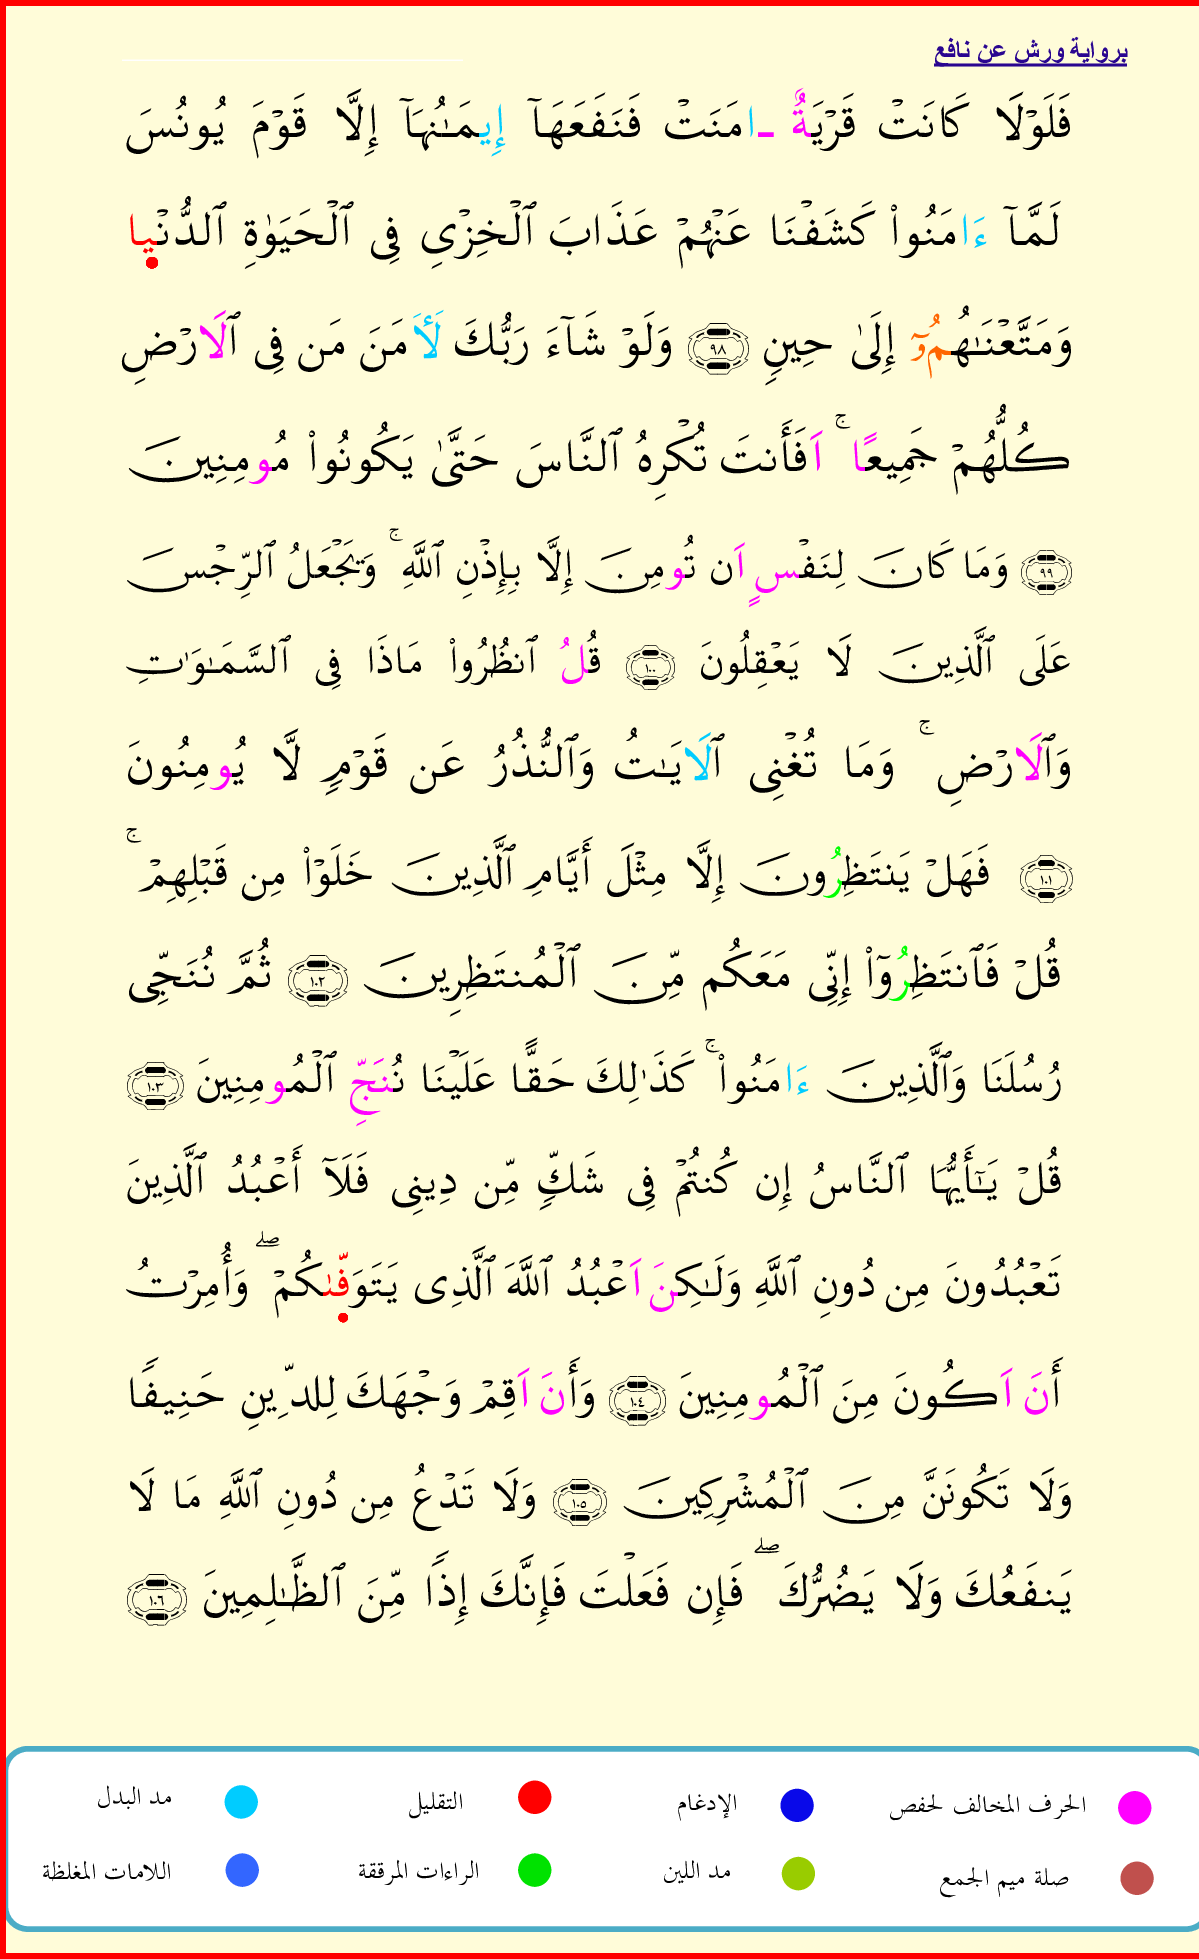 برواية ورش عن نافع
فَلَوْلَا كَانَتْ قَرْيَةٌ ـامَنَتْ فَنَفَعَهَآ إِيمَـٰنُهَآ إِلَّا قَوْمَ يُونُسَ
لَمَّآ ءَامَنُواْ كَشَفْنَا عَنْهُمْ عَذَابَ ٱلْخِزْيِ فِى ٱلْحَيَوٰةِ ٱلدُّنْيا
وَمَتَّعْنَـٰهُمُۥٓ إِلَىٰ حِينٍ ٩٨ وَلَوْ شَآءَ رَبُّكَ لَأٓمَنَ مَن فِى ٱلَارْضِ
كُلُّهُمْ جَمِيعًا ۚ اَفَأَنتَ تُكْرِهُ ٱلنَّاسَ حَتَّىٰ يَكُونُواْ مُومِنِينَ
٩٩ وَمَا كَانَ لِنَفْسٍ اَن تُومِنَ إِلَّا بِإِذْنِ ٱللَّهِ ۚ وَيَجْعَلُ ٱلرِّجْسَ
عَلَى ٱلَّذِينَ لَا يَعْقِلُونَ ١٠٠ قُلُ ٱنظُرُواْ مَاذَا فِى ٱلسَّمَـٰوَٰتِ
وَٱلَارْضِ ۚ وَمَا تُغْنِى ٱلَايَـٰتُ وَٱلنُّذُرُ عَن قَوْمٍ لَّا يُومِنُونَ
١٠١ فَهَلْ يَنتَظِرُونَ إِلَّا مِثْلَ أَيَّامِ ٱلَّذِينَ خَلَوْاْ مِن قَبْلِهِمْ ۚ
قُلْ فَٱنتَظِرُوٓاْ إِنِّى مَعَكُم مِّنَ ٱلْمُنتَظِرِينَ ١٠٢ ثُمَّ نُنَجِّى
رُسُلَنَا وَٱلَّذِينَ ءَامَنُواْ ۚ كَذَٰلِكَ حَقًّا عَلَيْنَا نُنَجِّ ٱلْمُومِنِينَ ١٠٣
قُلْ يَـٰٓأَيُّهَا ٱلنَّاسُ إِن كُنتُمْ فِى شَكٍّ مِّن دِينِى فَلَآ أَعْبُدُ ٱلَّذِينَ
تَعْبُدُونَ مِن دُونِ ٱللَّهِ وَلَـٰكِنَ اَعْبُدُ ٱللَّهَ ٱلَّذِى يَتَوَفّىٰكُمْ ۖ وَأُمِرْتُ
أَنَ اَكُونَ مِنَ ٱلْمُومِنِينَ ١٠٤ وَأَنَ اَقِمْ وَجْهَكَ لِلدِّينِ حَنِيفًا
وَلَا تَكُونَنَّ مِنَ ٱلْمُشْرِكِينَ ١٠٥ وَلَا تَدْعُ مِن دُونِ ٱللَّهِ مَا لَا
يَنفَعُكَ وَلَا يَضُرُّكَ ۖ فَإِن فَعَلْتَ فَإِنَّكَ إِذًا مِّنَ ٱلظَّـٰلِمِينَ ١٠٦
الحرف المخالف لحفص الإدغام التقليل مد البدل
صلة ميم الجمع مد اللين الراءات المرققة اللامات المغلظة